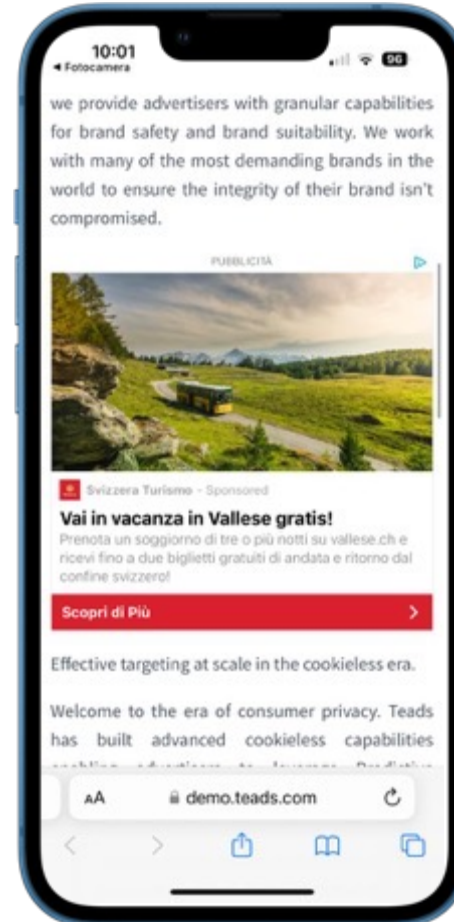 10:01
◀ Fotocamera
96
we provide advertisers with granular capabilities
for brand safety and brand suitability. We work
with many of the most demanding brands in the
world to ensure the integrity of their brand isn't
compromised.
PUBBLICITÀ
Svizzera Turismo - Sponsored
Vai in vacanza in Vallese gratis!
Prenota un soggiorno di tre o più notti su vallese.ch e
ricevi fino a due biglietti gratuiti di andata e ritorno dal
confine svizzero!
Scopri di Più
Effective targeting at scale in the cookieless era.
Welcome to the era of consumer privacy. Teads
has built advanced cookieless capabilities
AA demo.teads.com